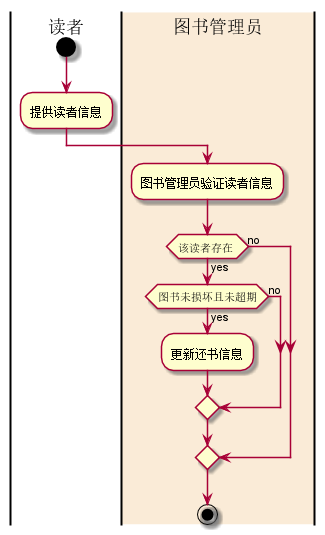 读者
图书管理员
提供读者信息
图书管理员验证读者信息
该读者存在
no
yes
图书未损坏且未超期
no
yes
更新还书信息